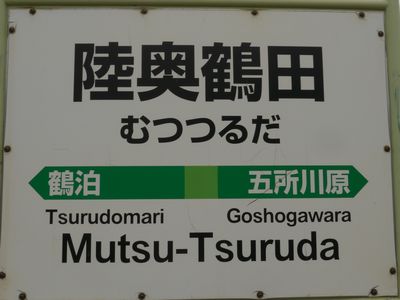 陸奥鶴田
むつつるだ
鶴泊 五所川原
Tsurudomari Goshogawara
Mutsu-Tsuruda